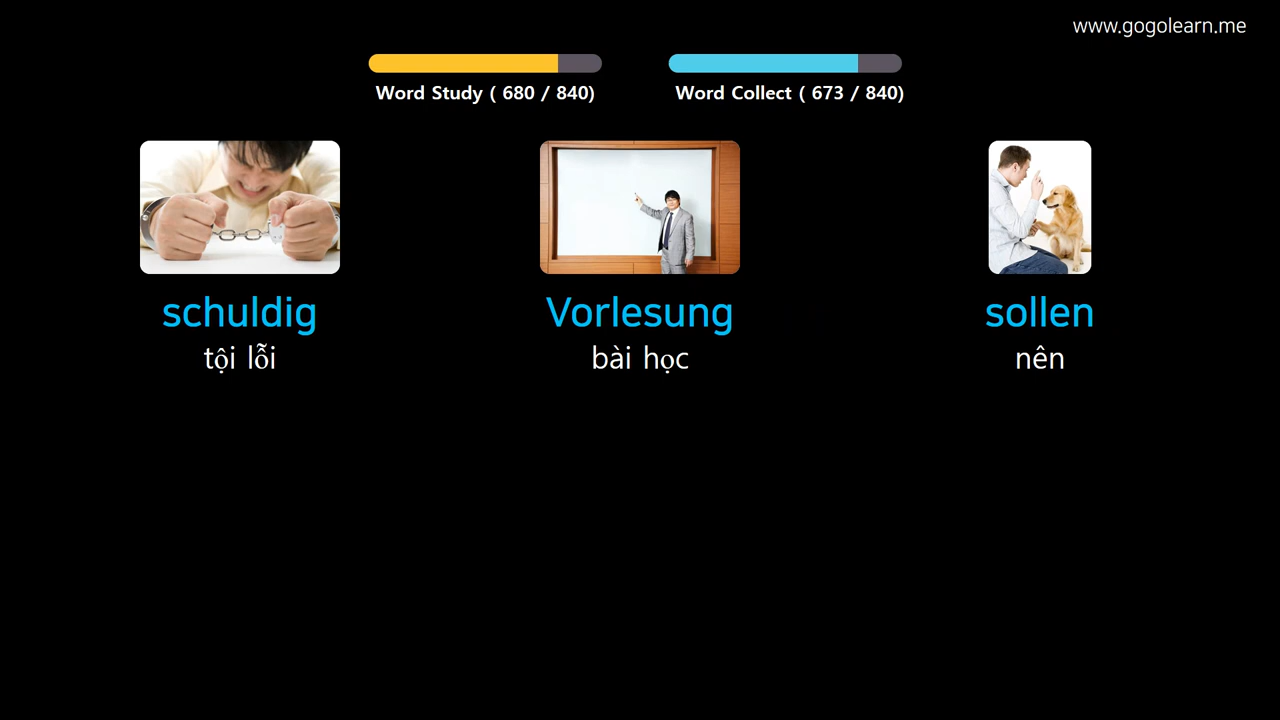 www.gogolearn.me
Word Study ( 680 / 840)
Word Collect ( 673 / 840)
schuldig
tội lỗi
Vorlesung
bài học
sollen
nên